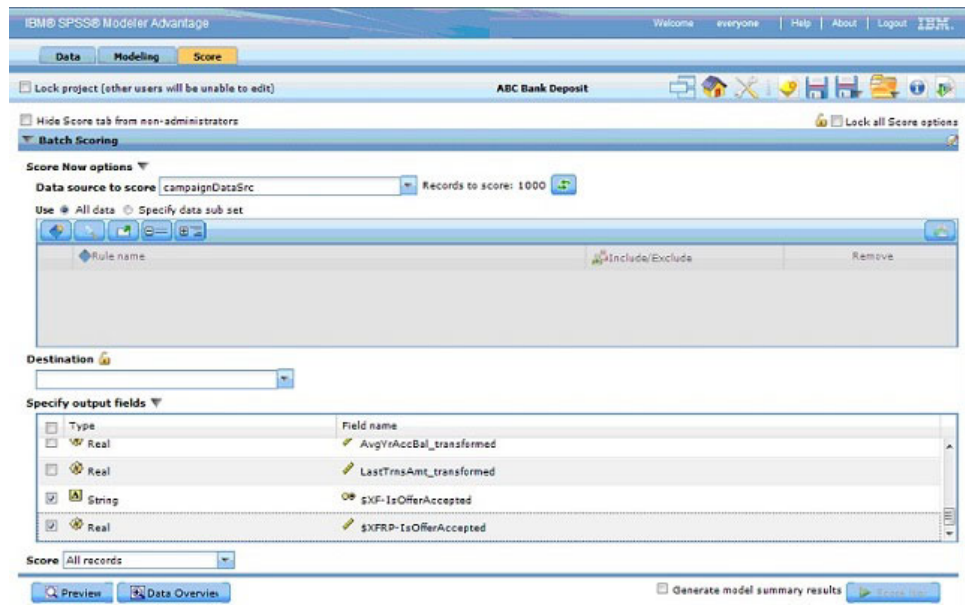 IBM® SPSS® Modeler Advantage
Welcome everyone | Help | About | Logout IBM.
Data Modeling Score
Lock project (other users will be unable to edit)
ABC Bank Deposit
Hide Score tab from non-administrators
Lock all Score options
Batch Scoring
Score Now options
Data source to score campaignDataSrc Records to score: 1000
Use All data Specify data sub set
Rule name Include/Exclude Remove
Destination
Specify output fields
Type Field name
Real AvgYrAccBal_transformed
Real LastTrnsAmt_transformed
String $XF-IsOfferAccepted
Real $XFRP-IsOfferAccepted
Score All records
Preview Data Overview Generate model summary results Score Now